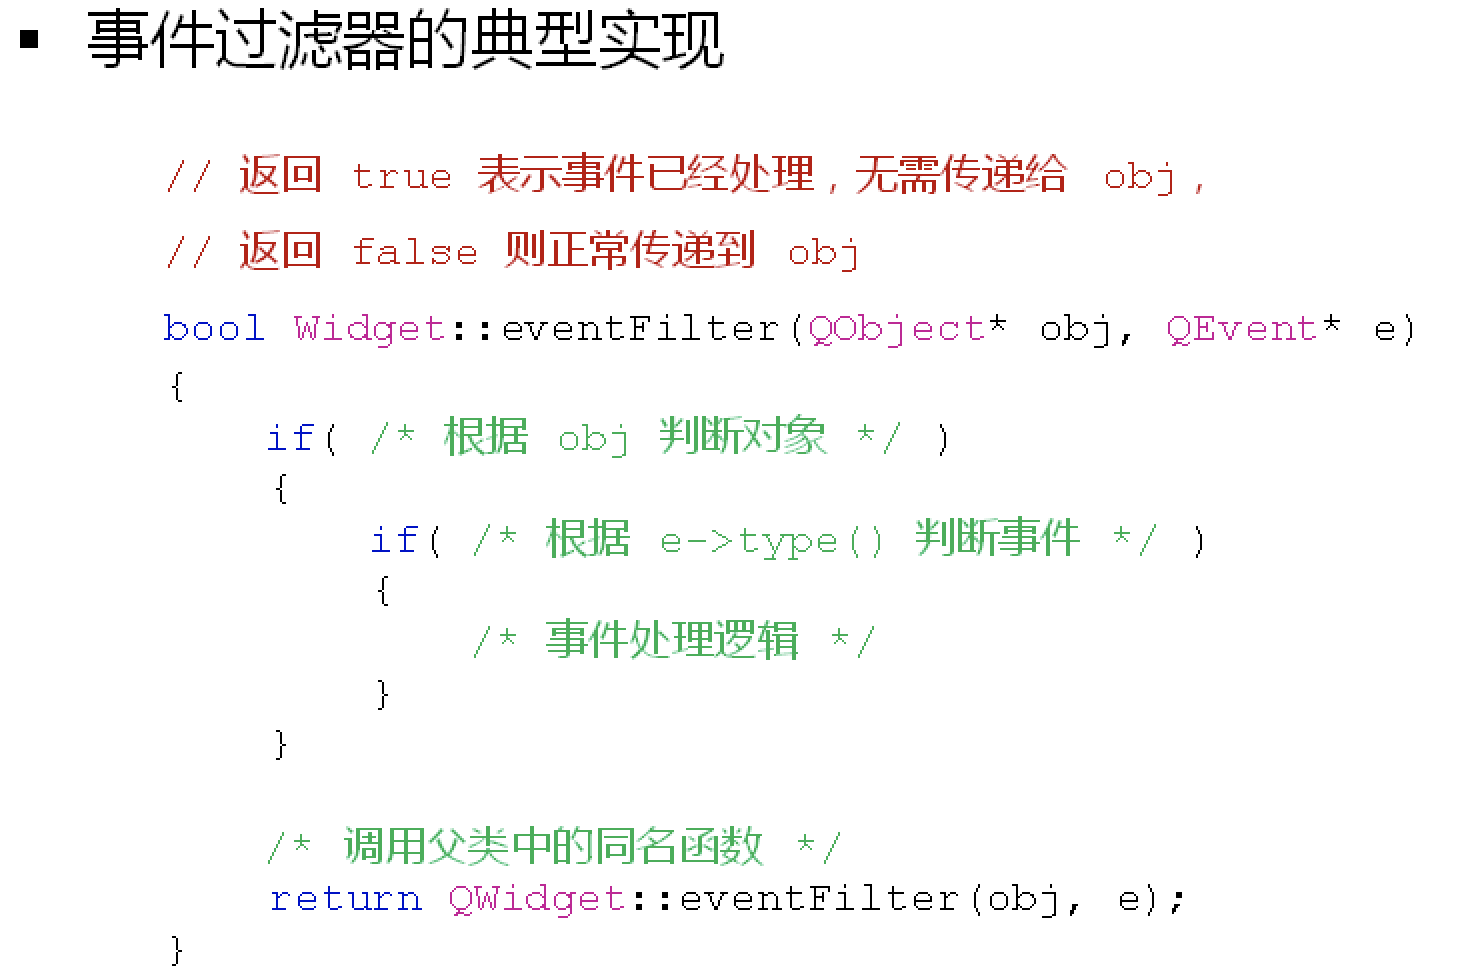 ▪ 事件过滤器的典型实现
// 返回 true 表示事件已经处理，无需传递给 obj，
// 返回 false 则正常传递到 obj
bool Widget::eventFilter(QObject* obj, QEvent* e)
{
if( /* 根据 obj 判断对象 */ )
{
if( /* 根据 e->type() 判断事件 */ )
{
/* 事件处理逻辑 */
}
}
/* 调用父类中的同名函数 */
return QWidget::eventFilter(obj, e);
}